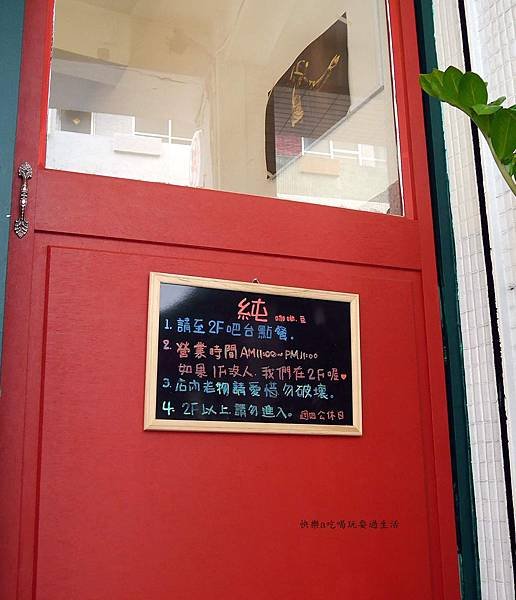 純 咖啡.豆
1. 請至2F吧台點餐。
2. 營業時間 AM11:00~PM11:00
如果1F沒人.我們在2F喔♥
3. 店內老物請愛惜勿破壞。
4. 2F以上請勿進入。 週四公休日
快樂a吃喝玩耍過生活